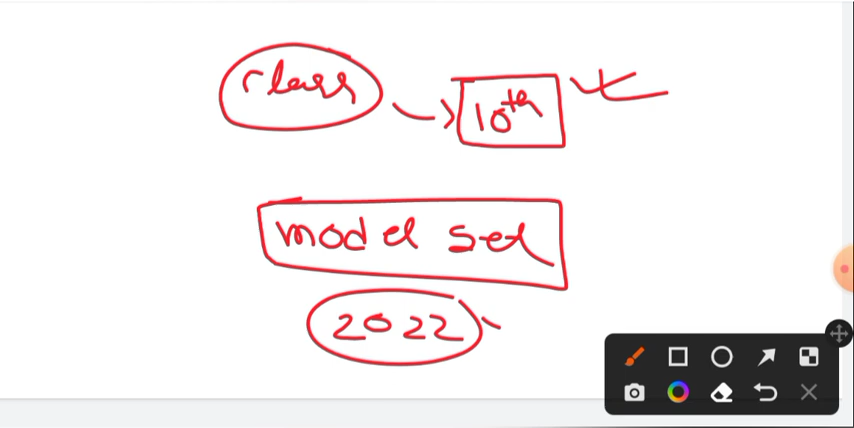 class → 10th
model set
2022